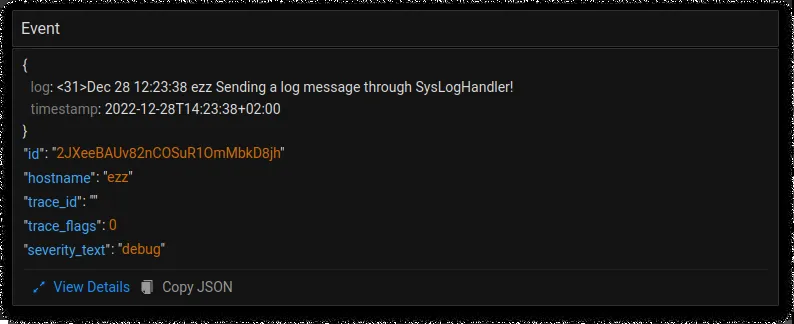 Event
{
log: <31>Dec 28 12:23:38 ezz Sending a log message through SysLogHandler!
timestamp: 2022-12-28T14:23:38+02:00
}
"id": "2JXeeBAUv82nCOSuR1OmMbkD8jh"
"hostname": "ezz"
"trace_id": ""
"trace_flags": 0
"severity_text": "debug"
View Details Copy JSON